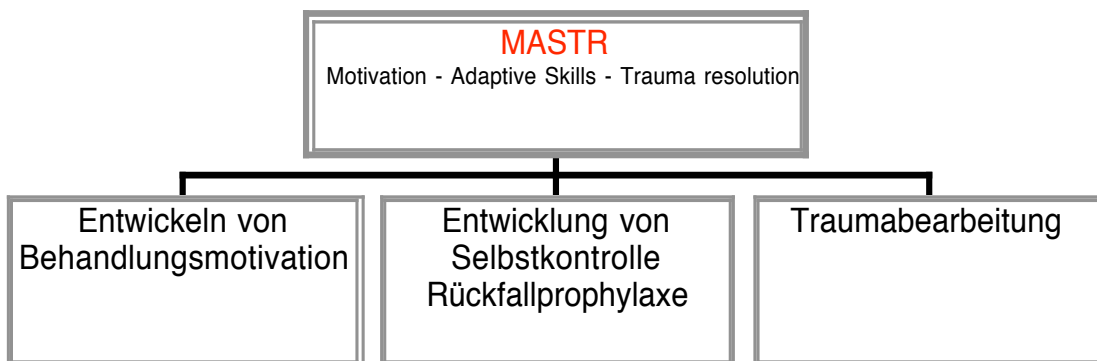 MASTR
Motivation - Adaptive Skills - Trauma resolution
Entwickeln von
Behandlungsmotivation
Entwicklung von
Selbstkontrolle
Rückfallprophylaxe
Traumabearbeitung